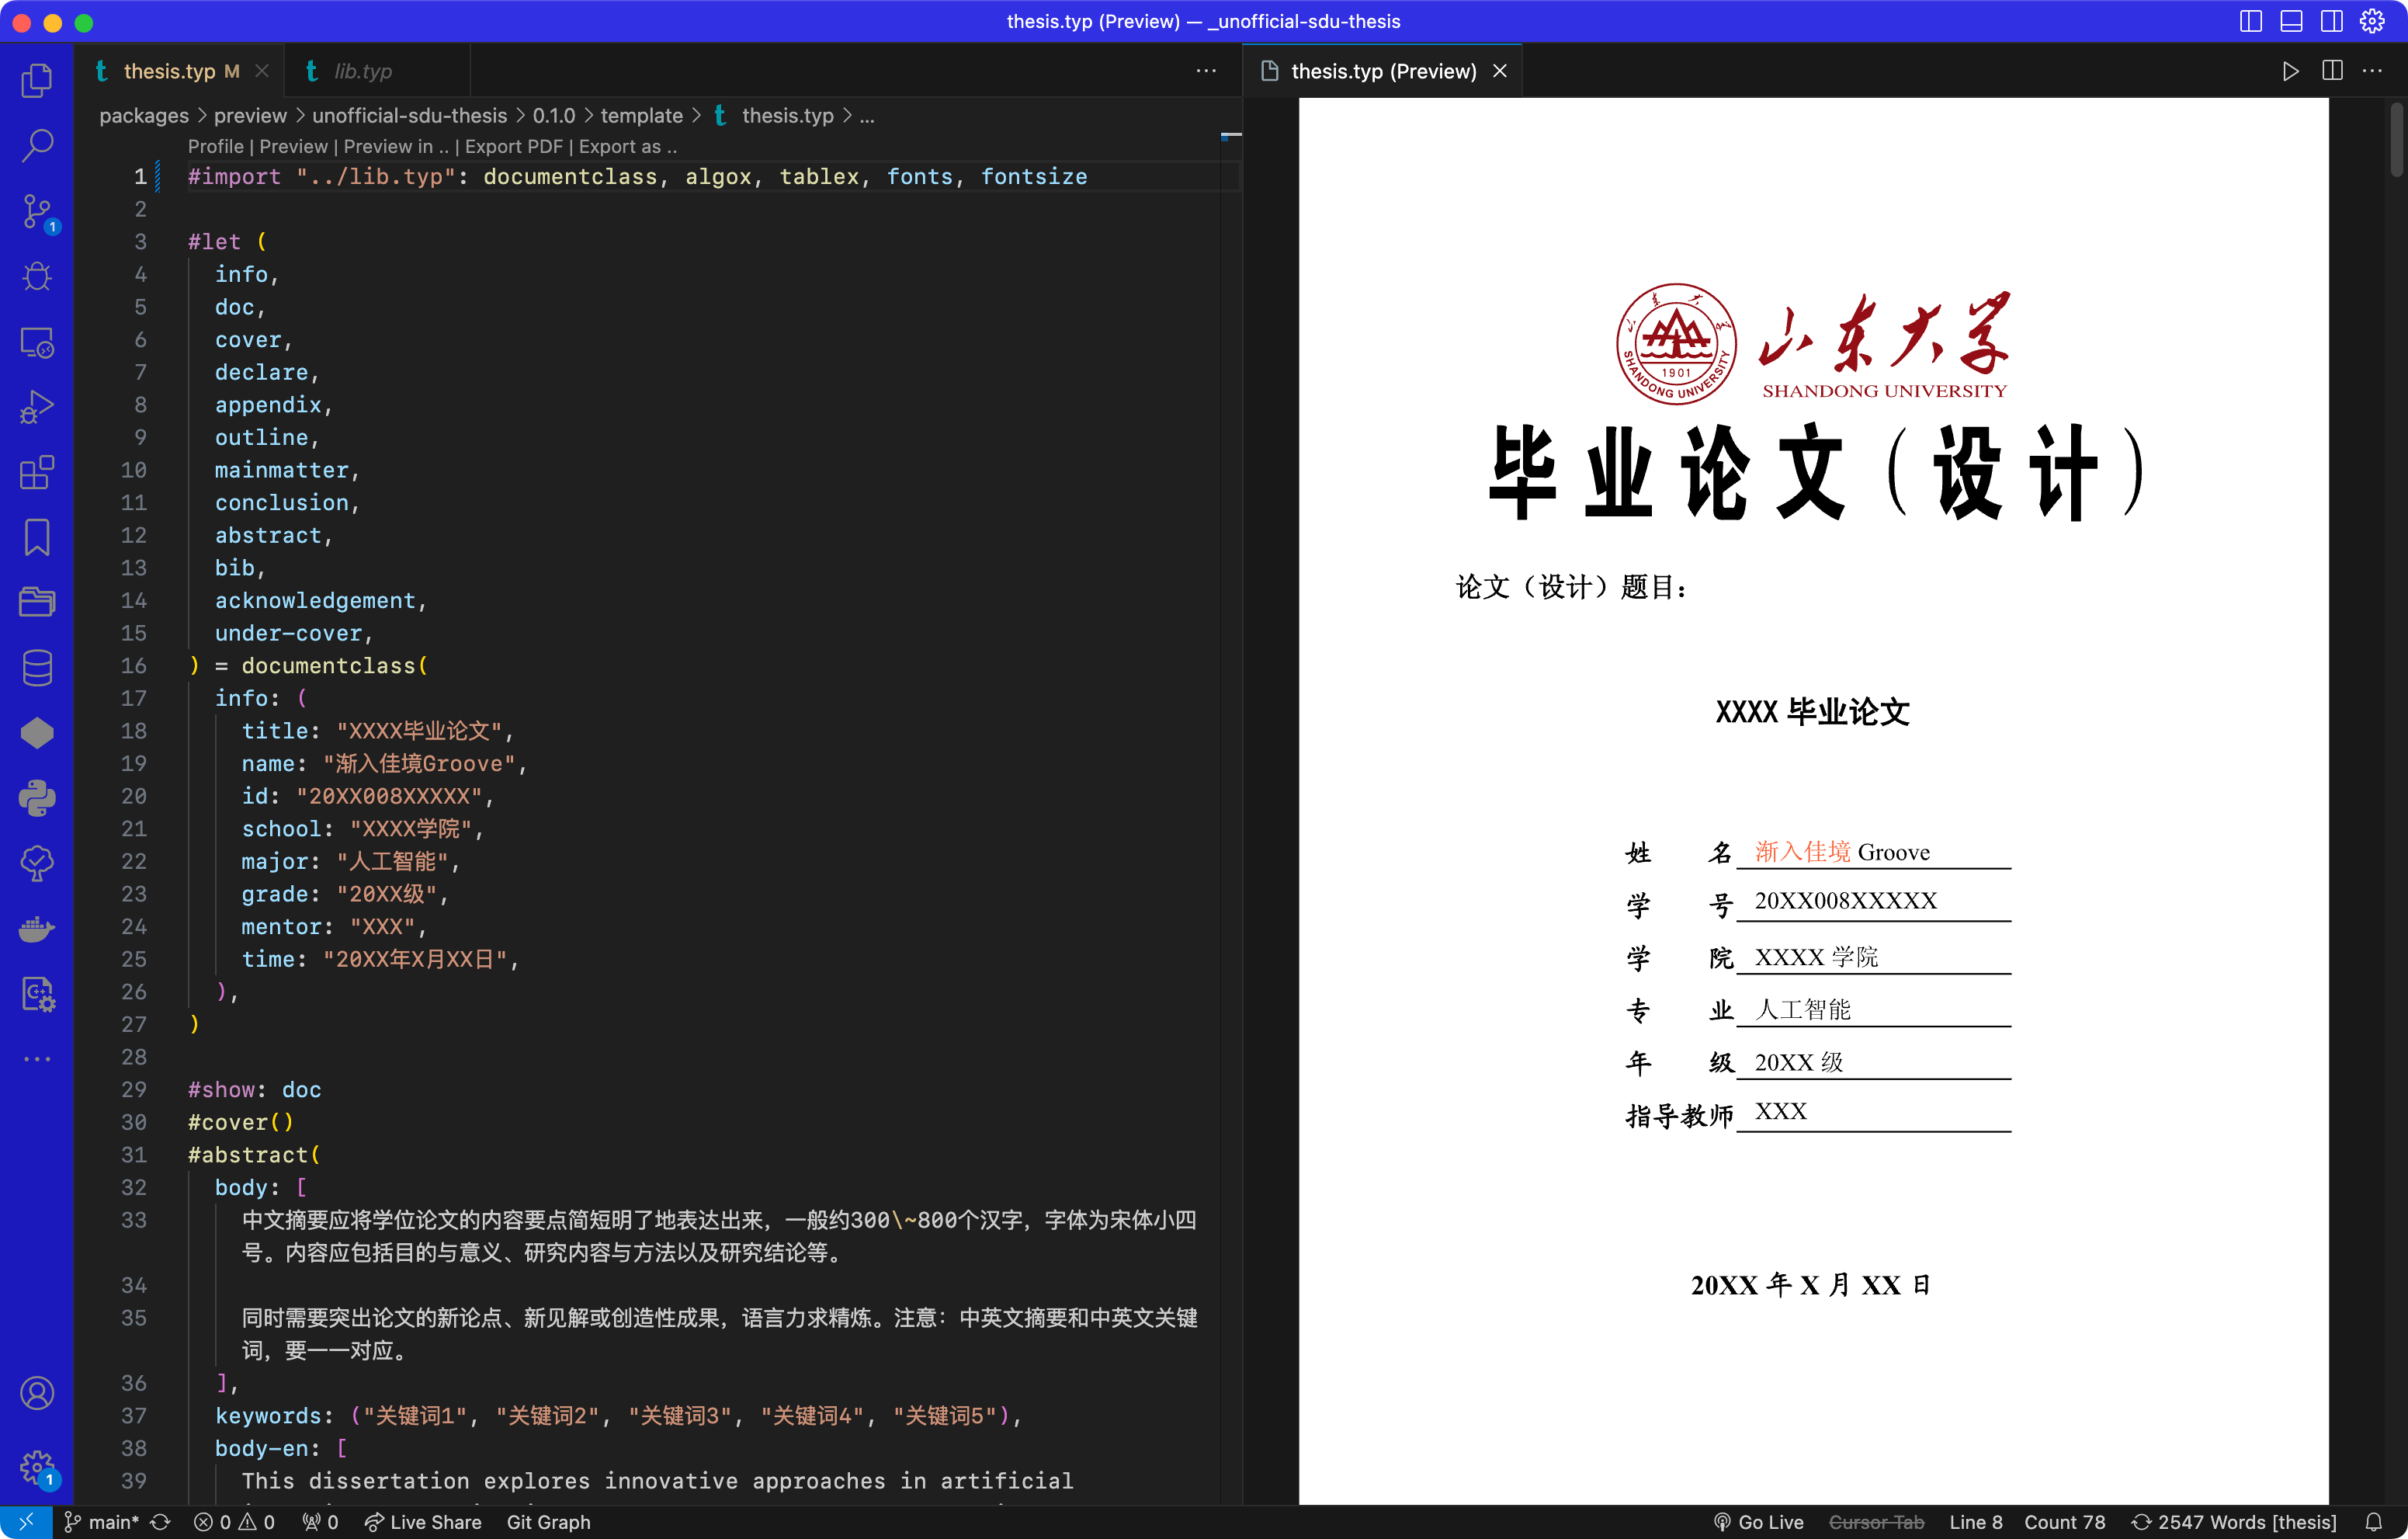 thesis.typ (Preview) — _unofficial-sdu-thesis
thesis.typ M
lib.typ
thesis.typ (Preview)
packages > preview > unofficial-sdu-thesis > 0.1.0 > template > thesis.typ > ...
Profile | Preview | Preview in .. | Export PDF | Export as ..
1 #import "../lib.typ": documentclass, algox, tablex, fonts, fontsize
2
3 #let (
4 info,
5 doc,
6 cover,
7 declare,
8 appendix,
9 outline,
10 mainmatter,
11 conclusion,
12 abstract,
13 bib,
14 acknowledgement,
15 under-cover,
16 ) = documentclass(
17 info: (
18 title: "XXXX毕业论文",
19 name: "渐入佳境Groove",
20 id: "20XX008XXXXX",
21 school: "XXXX学院",
22 major: "人工智能",
23 grade: "20XX级",
24 mentor: "XXX",
25 time: "20XX年X月XX日",
26 ),
27 )
28
29 #show: doc
30 #cover()
31 #abstract(
32 body: [
33 中文摘要应将学位论文的内容要点简短明了地表达出来，一般约300\~800个汉字，字体为宋体小四
号。内容应包括目的与意义、研究内容与方法以及研究结论等。
34
35 同时需要突出论文的新论点、新见解或创造性成果，语言力求精炼。注意：中英文摘要和中英文关键
词，要一一对应。
36 ],
37 keywords: ("关键词1", "关键词2", "关键词3", "关键词4", "关键词5"),
38 body-en: [
39 This dissertation explores innovative approaches in artificial
山东大学
SHANDONG UNIVERSITY
1901
SHANDONG UNIVERSITY
毕业论文（设计）
论文（设计）题目：
XXXX 毕业论文
姓 名 渐入佳境 Groove
学 号 20XX008XXXXX
学 院 XXXX 学院
专 业 人工智能
年 级 20XX 级
指导教师 XXX
20XX 年 X 月 XX 日
1
1
main* 0 0 0 Live Share Git Graph
Go Live Cursor Tab Line 8 Count 78 2547 Words [thesis]